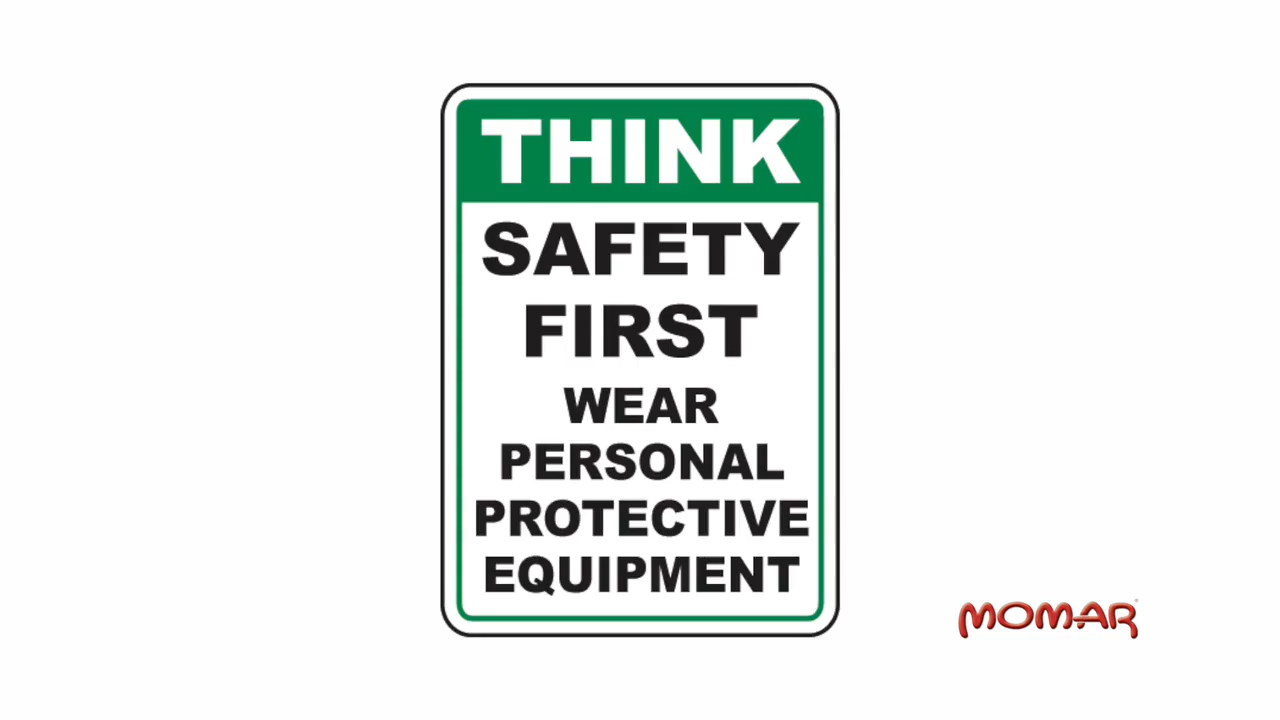 THINK
SAFETY
FIRST
WEAR
PERSONAL
PROTECTIVE
EQUIPMENT
MOMAR